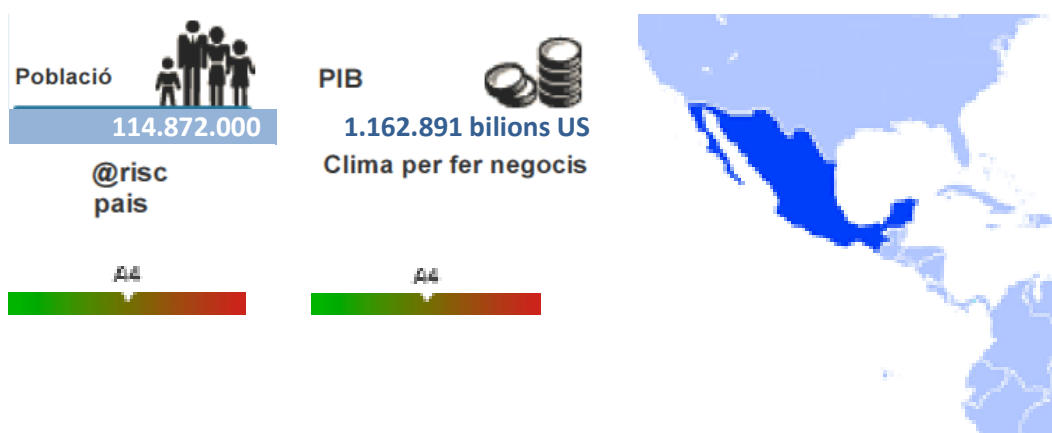 Població
114.872.000
@risc
pais
A4
PIB
1.162.891 bilions US
Clima per fer negocis
A4